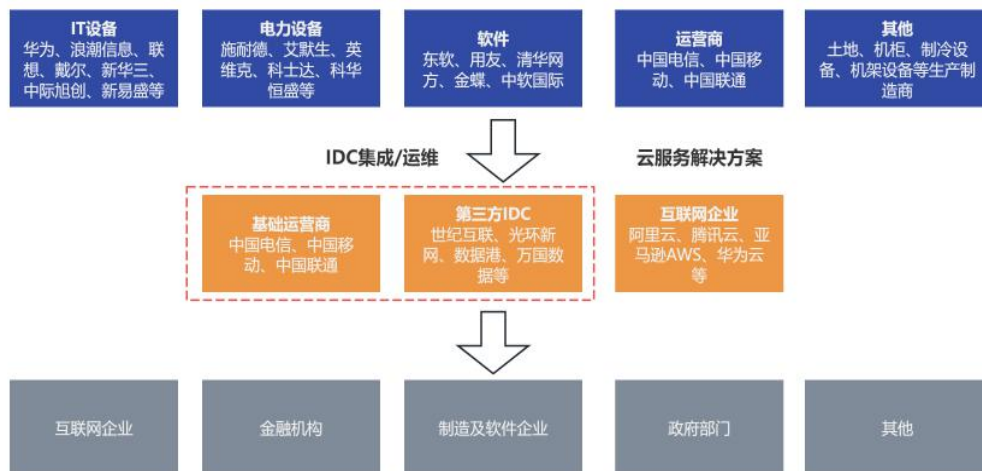 IT设备
华为、浪潮信息、联
想、戴尔、新华三、
中际旭创、新易盛等
电力设备
施耐德、艾默生、英
维克、科士达、科华
恒盛等
软件
东软、用友、清华网
方、金蝶、中软国际
运营商
中国电信、中国移
动、中国联通
其他
土地、机柜、制冷设
备、机架设备等生产制
造商
IDC集成/运维
云服务解决方案
基础运营商
中国电信、中国移
动、中国联通
第三方IDC
世纪互联、光环新
网、数据港、万国数
据等
互联网企业
阿里云、腾讯云、亚
马逊AWS、华为云
等
互联网企业
金融机构
制造及软件企业
政府部门
其他